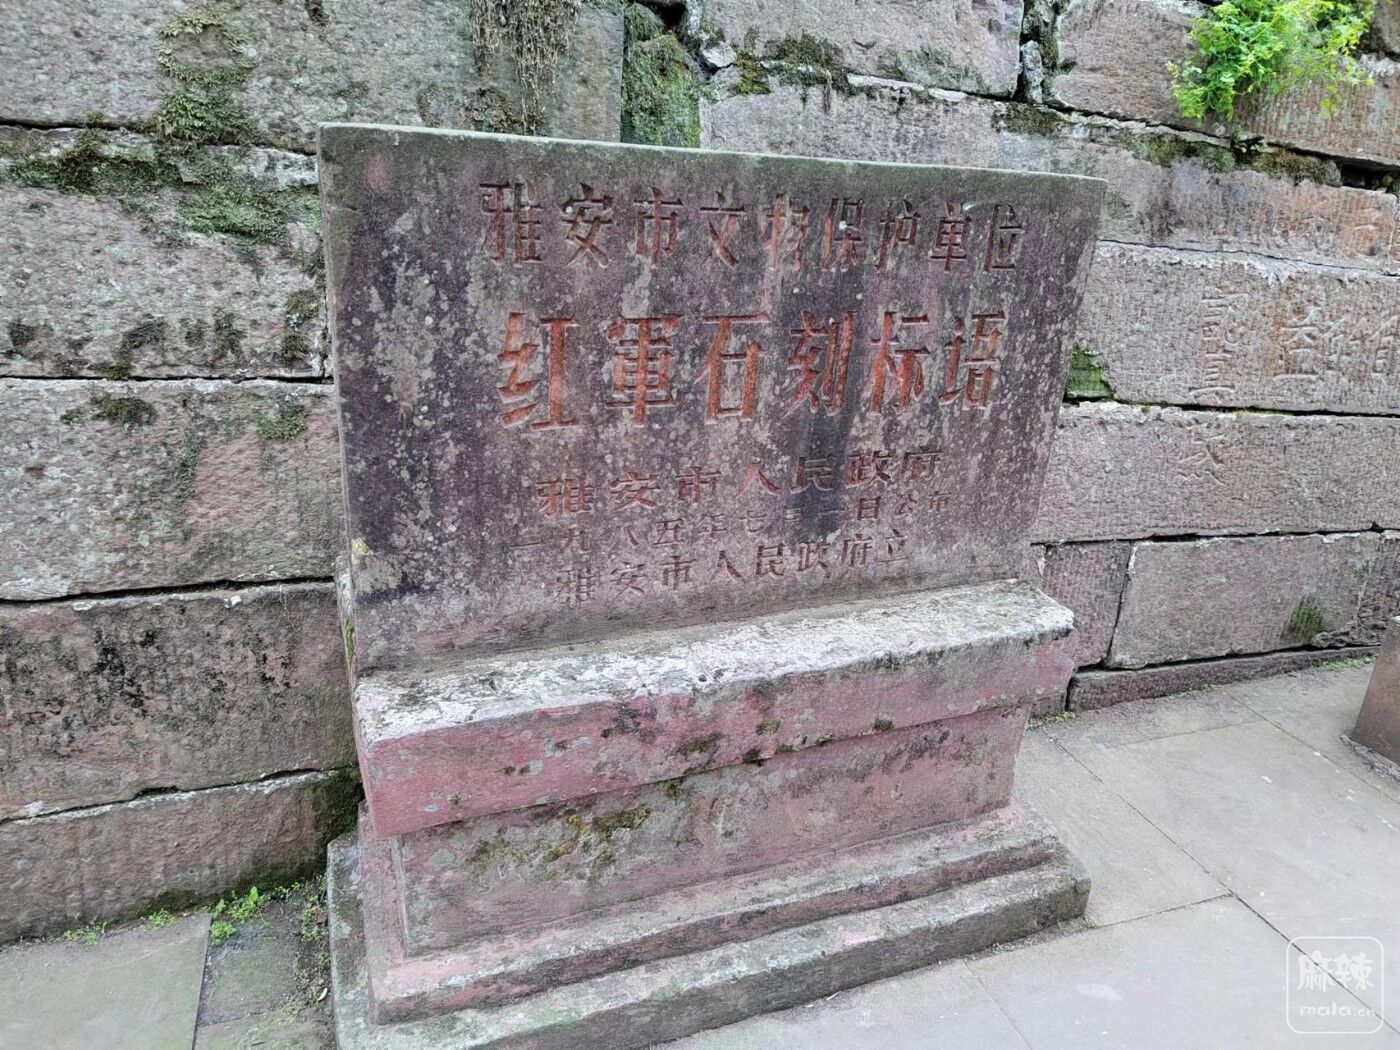 雅安市文物保护单位
红軍石刻标语
雅安市人民政府
一九八五年七月一日公布
雅安市人民政府立
麻辣
mala.cn